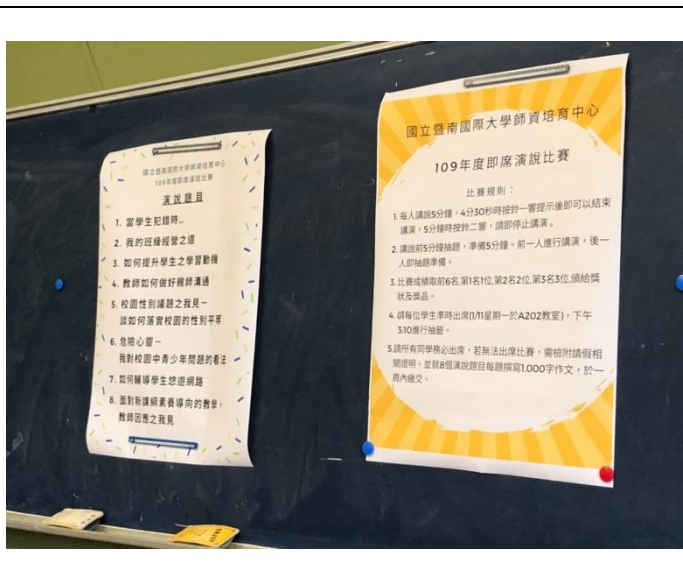 國立暨南國際大學師資培育中心
109年度即席演說比賽
演說題目
1. 當學生犯錯時…
2. 我的班級經營之道
3. 如何提升學生之學習動機
4. 教師如何做好親師溝通
5. 校園性別議題之我見－
談如何落實校園的性別平等
6. 危險心靈－
我對校園中青少年問題的看法
7. 如何輔導學生悠遊網路
8. 面對新課綱素養導向的教學，
教師因應之我見
國立暨南國際大學師資培育中心
109年度即席演說比賽
比賽規則：
1. 每人講說5分鐘，4分30秒時按鈴一響提示後即可以結束
講演，5分鐘時按鈴二響，請即停止講演。
2. 講說前5分鐘抽題，準備5分鐘。前一人進行講演，後一
人即抽題準備。
3. 比賽成績取前6名,第1名1位,第2名2位,第3名3位,頒給獎
狀及獎品。
4. 請每位學生準時出席(1/11星期一於A202教室)，下午
3:10進行抽籤。
5.請所有同學務必出席，若無法出席比賽，需檢附請假相
關證明，並就8個演說題目每題撰寫1,000字作文，於一
周內繳交。